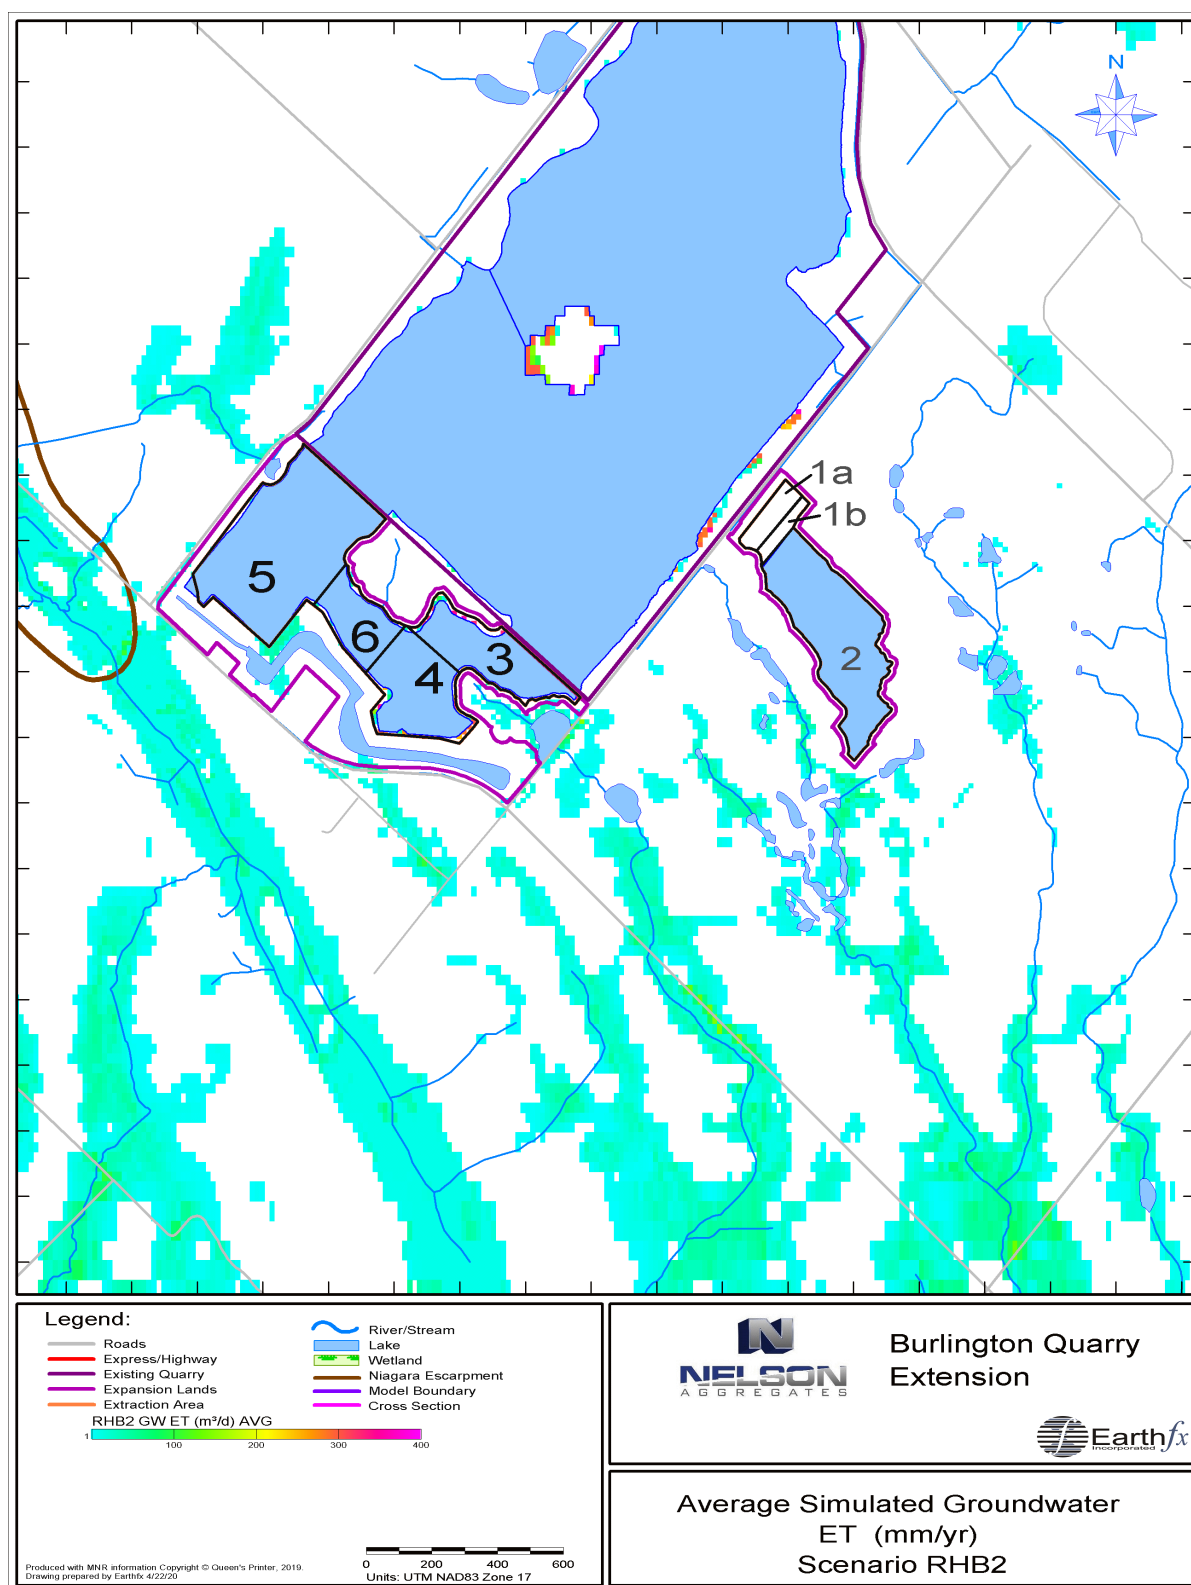 N
1a
1b
5
6
3
4
2
Legend:
Roads
Express/Highway
Existing Quarry
Expansion Lands
Extraction Area
River/Stream
Lake
Wetland
Niagara Escarpment
Model Boundary
Cross Section
RHB2 GW ET (m³/d) AVG
1 100 200 300 400
0 200 400 600
Units: UTM NAD83 Zone 17
Produced with MNR information Copyright © Queen's Printer, 2019.
Drawing prepared by Earthfx 4/22/20
NELSON
AGGREGATES
Burlington Quarry
Extension
Earthfx
Incorporated
Average Simulated Groundwater
ET (mm/yr)
Scenario RHB2